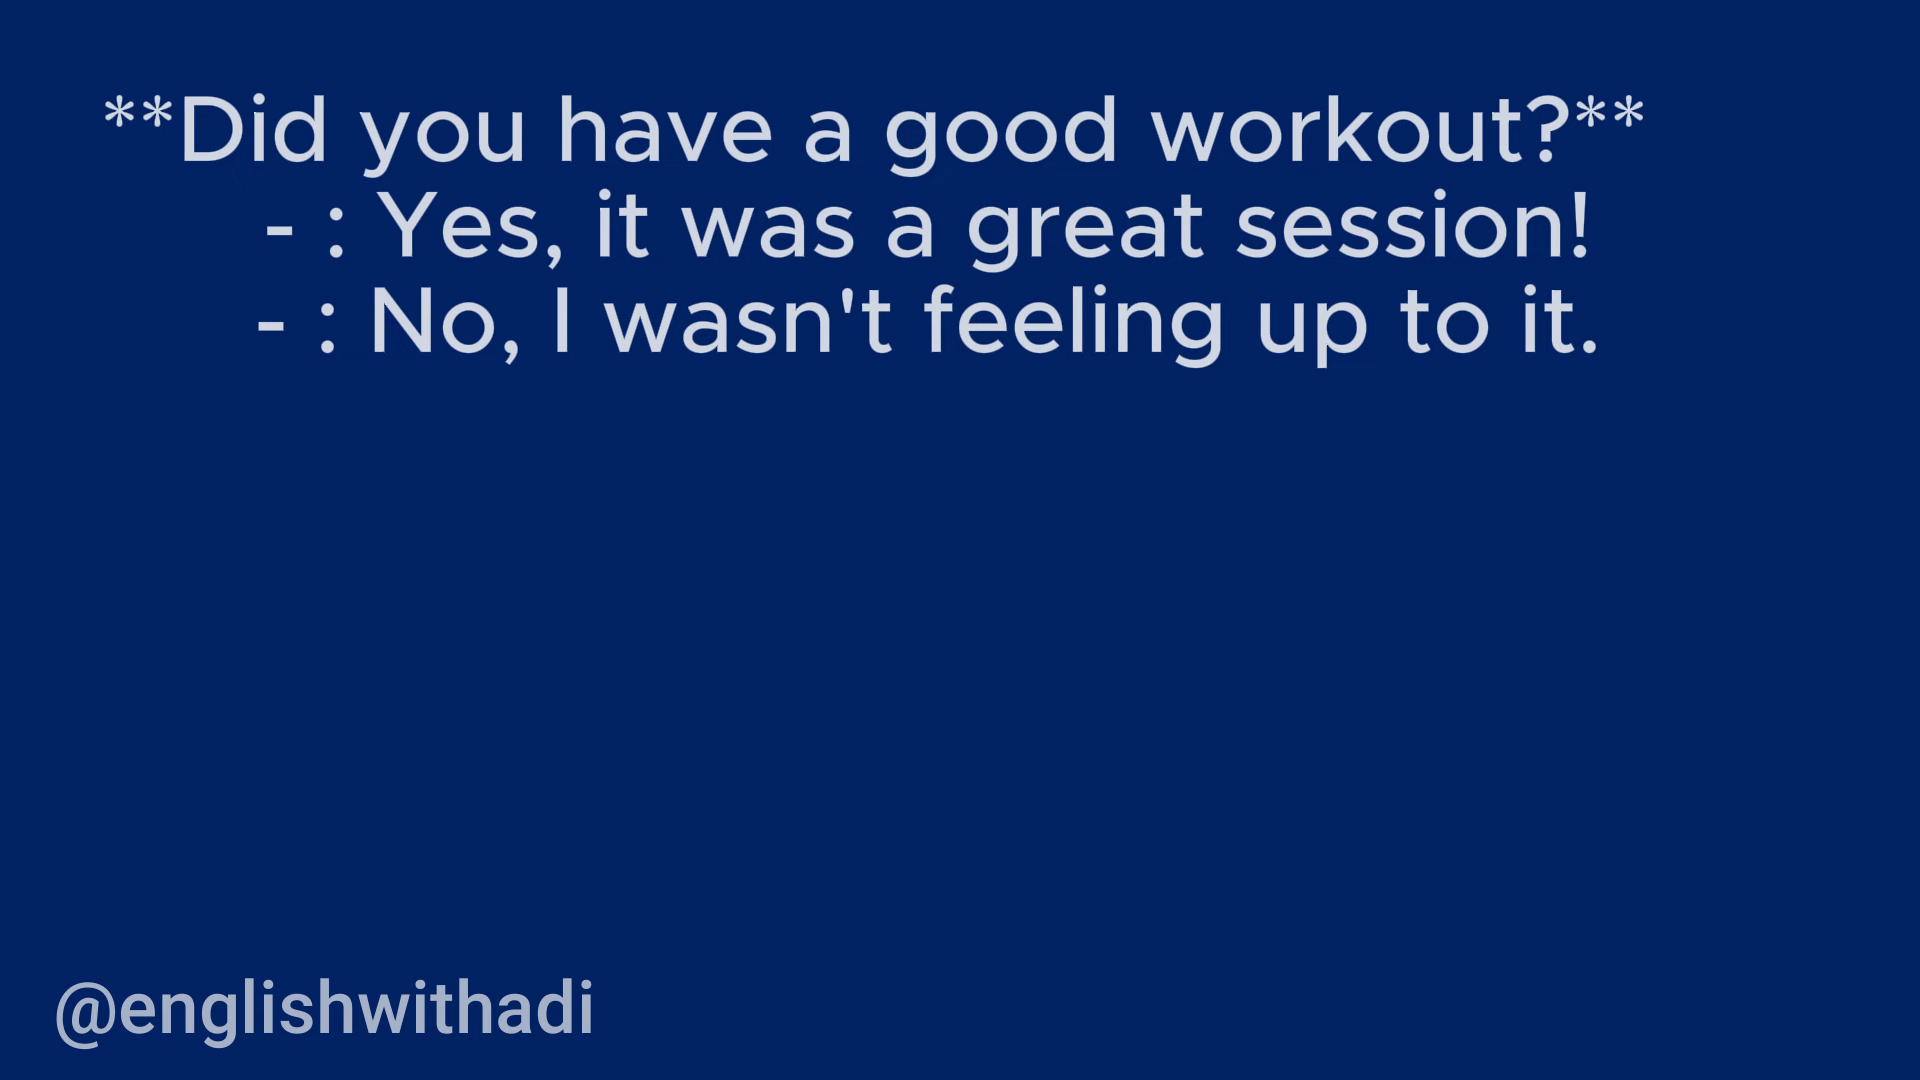 **Did you have a good workout?**
- : Yes, it was a great session!
- : No, I wasn't feeling up to it.
@englishwithadi